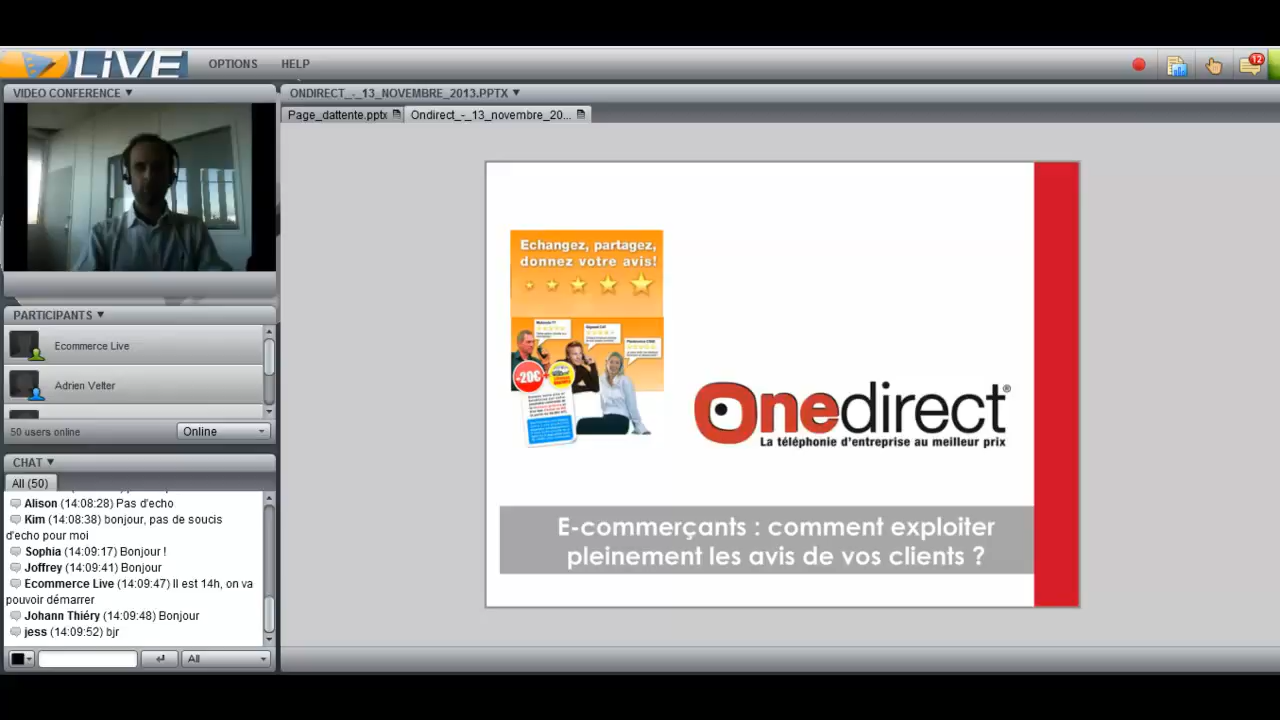 LIVE
OPTIONS
HELP
12
VIDEO CONFERENCE
ONDIRECT_-_13_NOVEMBRE_2013.PPTX
Page_dattente.pptx
Ondirect_-_13_novembre_20...
PARTICIPANTS
Ecommerce Live
Adrien Velter
50 users online
Online
CHAT
All (50)
Alison (14:08:28) Pas d'echo
Kim (14:08:38) bonjour, pas de soucis
d'echo pour moi
Sophia (14:09:17) Bonjour !
Joffrey (14:09:41) Bonjour
Ecommerce Live (14:09:47) Il est 14h, on va
pouvoir démarrer
Johann Thiéry (14:09:48) Bonjour
jess (14:09:52) bjr
All
Echangez, partagez,
donnez votre avis!
-20€
Onedirect®
La téléphonie d'entreprise au meilleur prix
E-commerçants : comment exploiter
pleinement les avis de vos clients ?